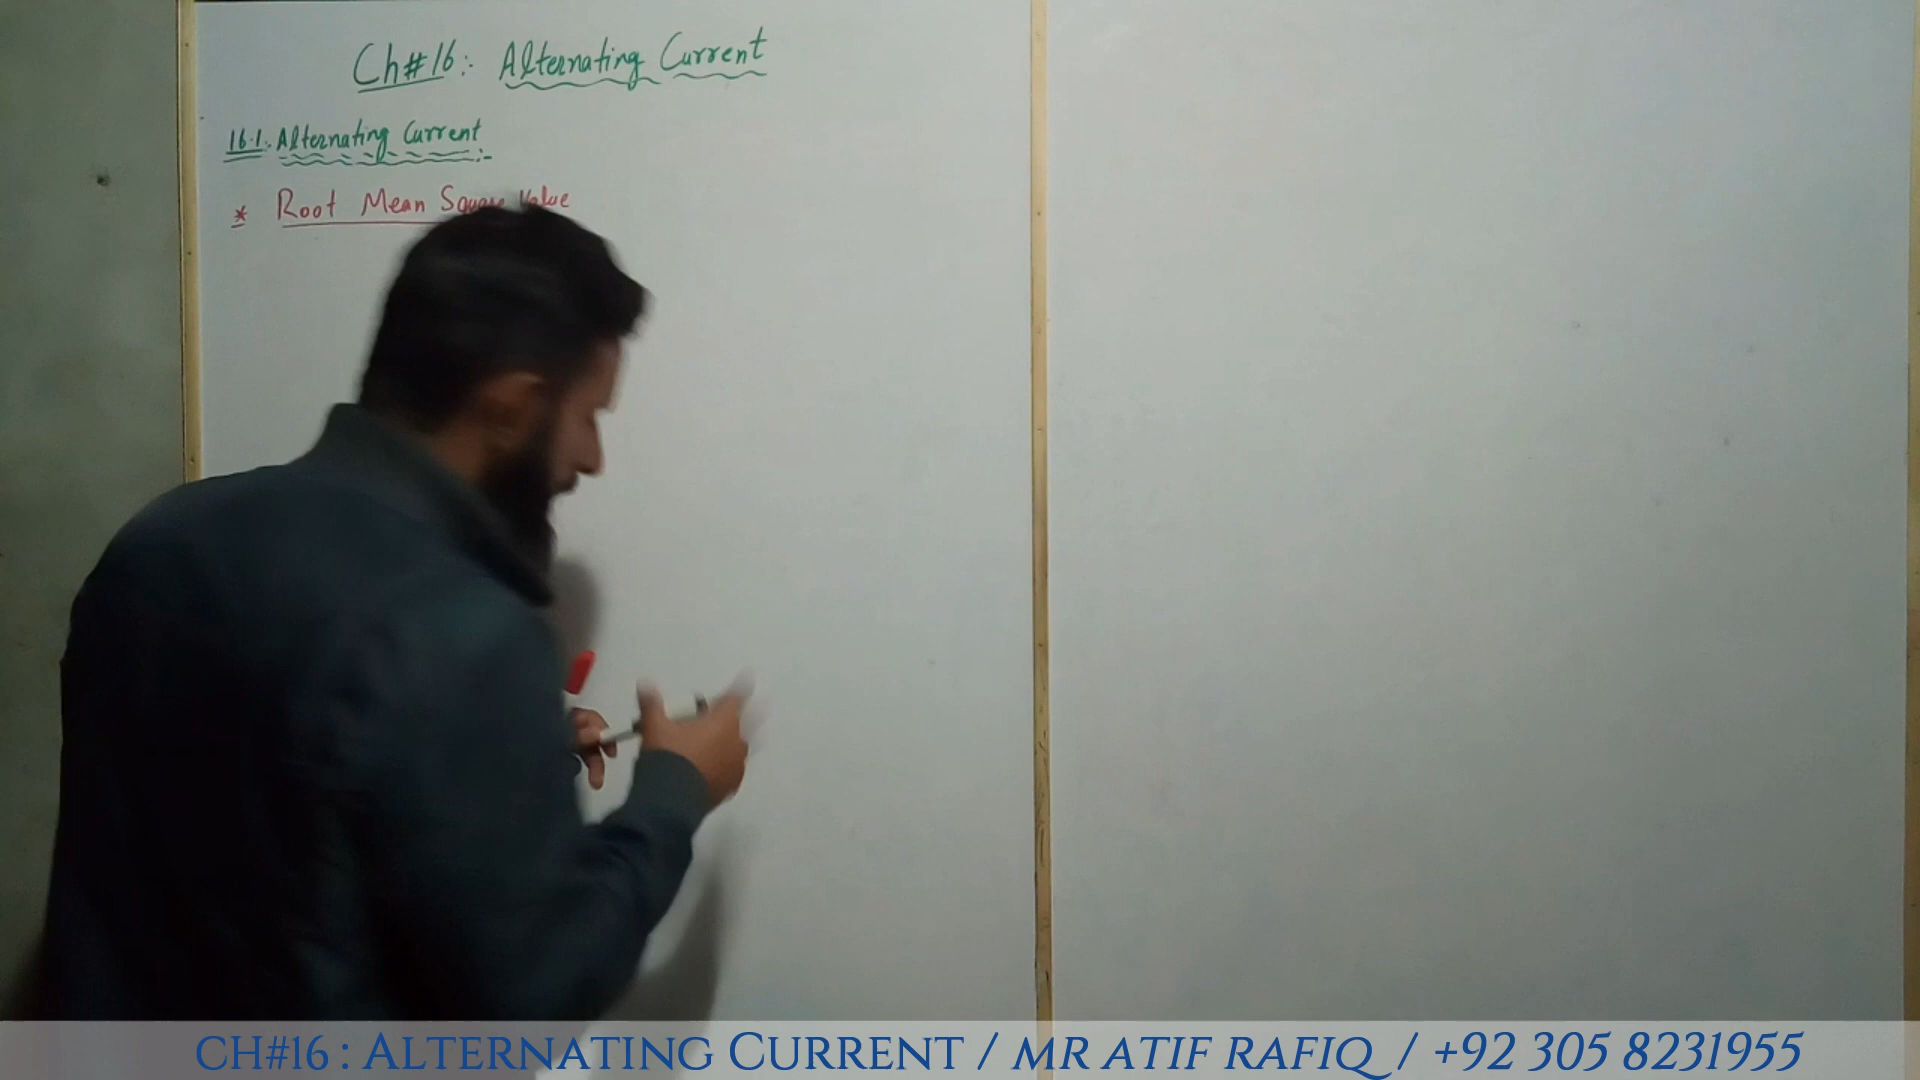 Ch#16:- Alternating Current
16.1:- Alternating Current:-
* Root Mean Square Value
CH#16 : ALTERNATING CURRENT / MR ATIF RAFIQ / +92 305 8231955